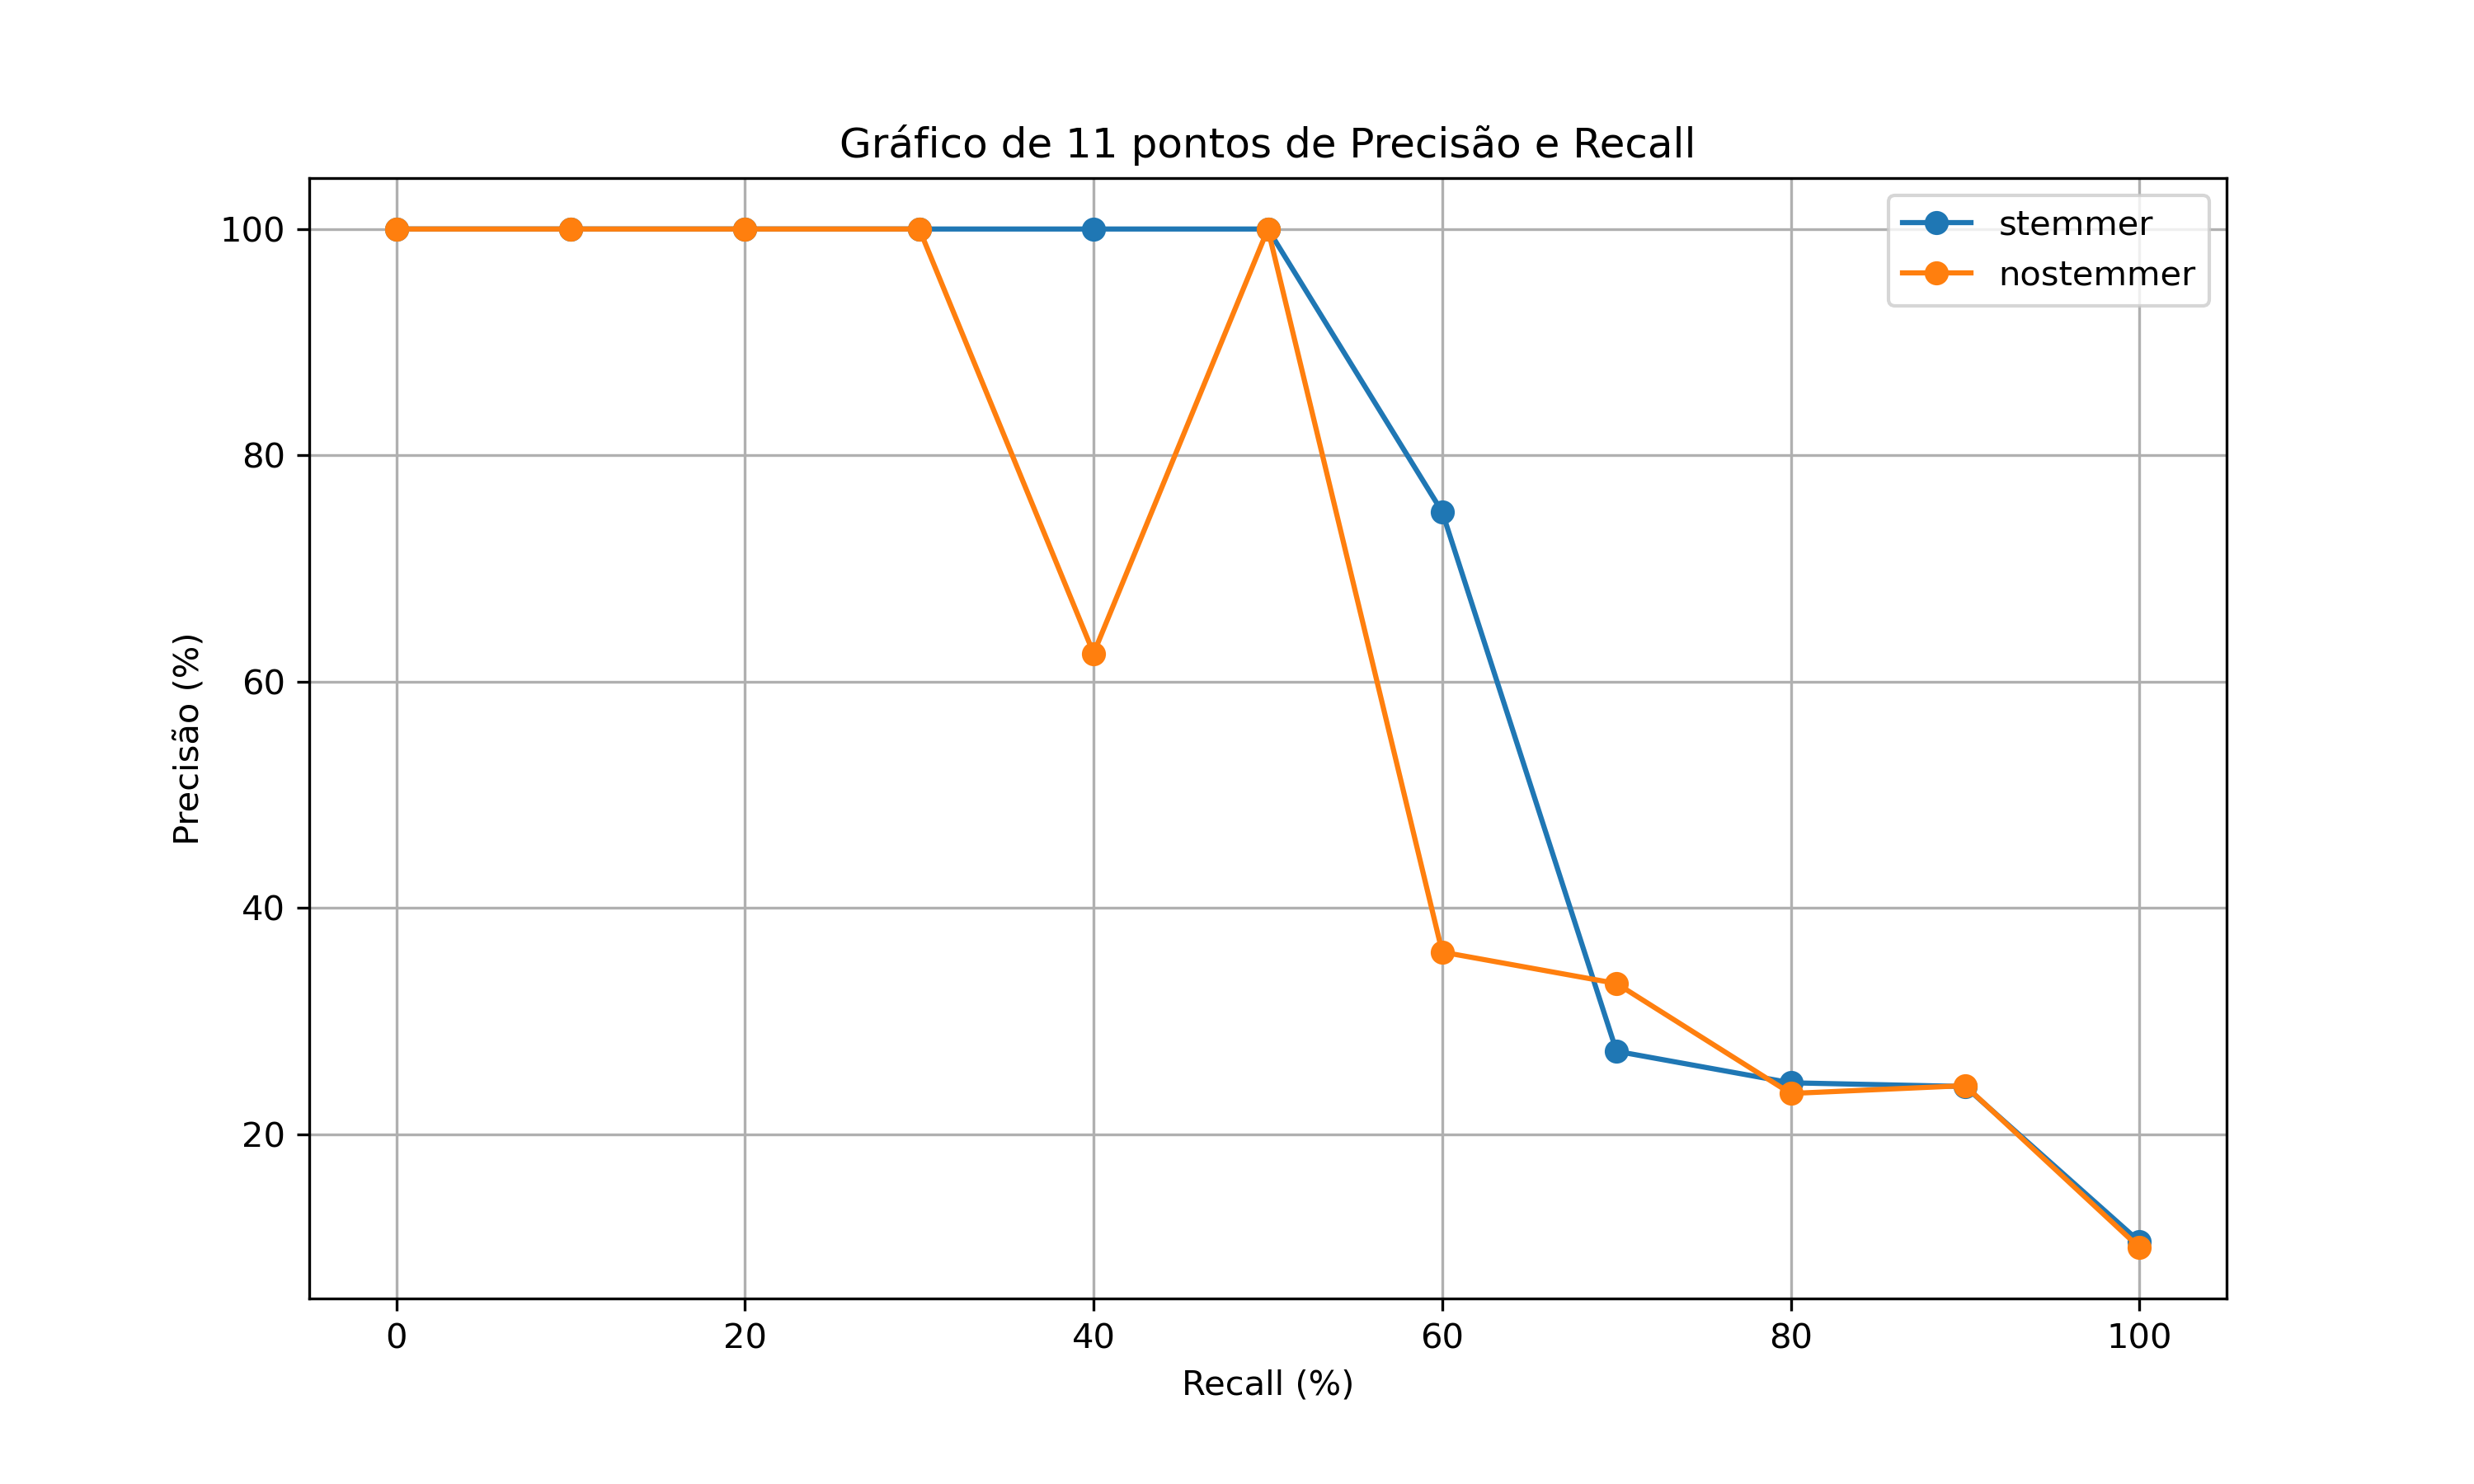 Gráfico de 11 pontos de Precisão e Recall
stemmer
nostemmer
Precisão (%)
100
80
60
40
20
0 20 40 60 80 100
Recall (%)